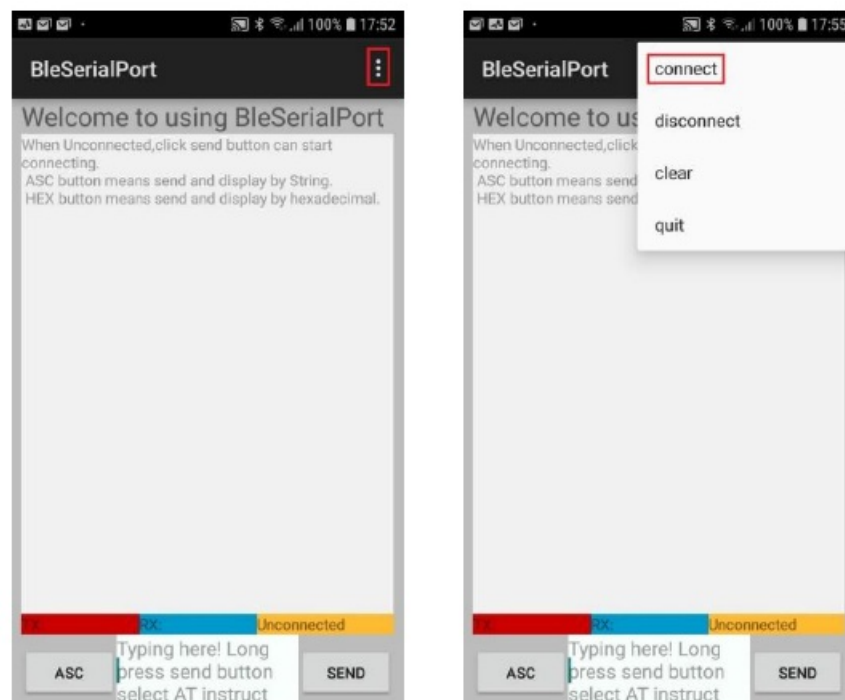 100% 17:52
BleSerialPort
Welcome to using BleSerialPort
When Unconnected,click send button can start
connecting.
ASC button means send and display by String.
HEX button means send and display by hexadecimal.
TX:
RX:
Unconnected
Typing here! Long
press send button
select AT instruct
ASC
SEND
100% 17:55
BleSerialPort
connect
disconnect
clear
quit
Welcome to us
When Unconnected,click
connecting.
ASC button means send
HEX button means send
TX:
RX:
Unconnected
Typing here! Long
press send button
select AT instruct
ASC
SEND